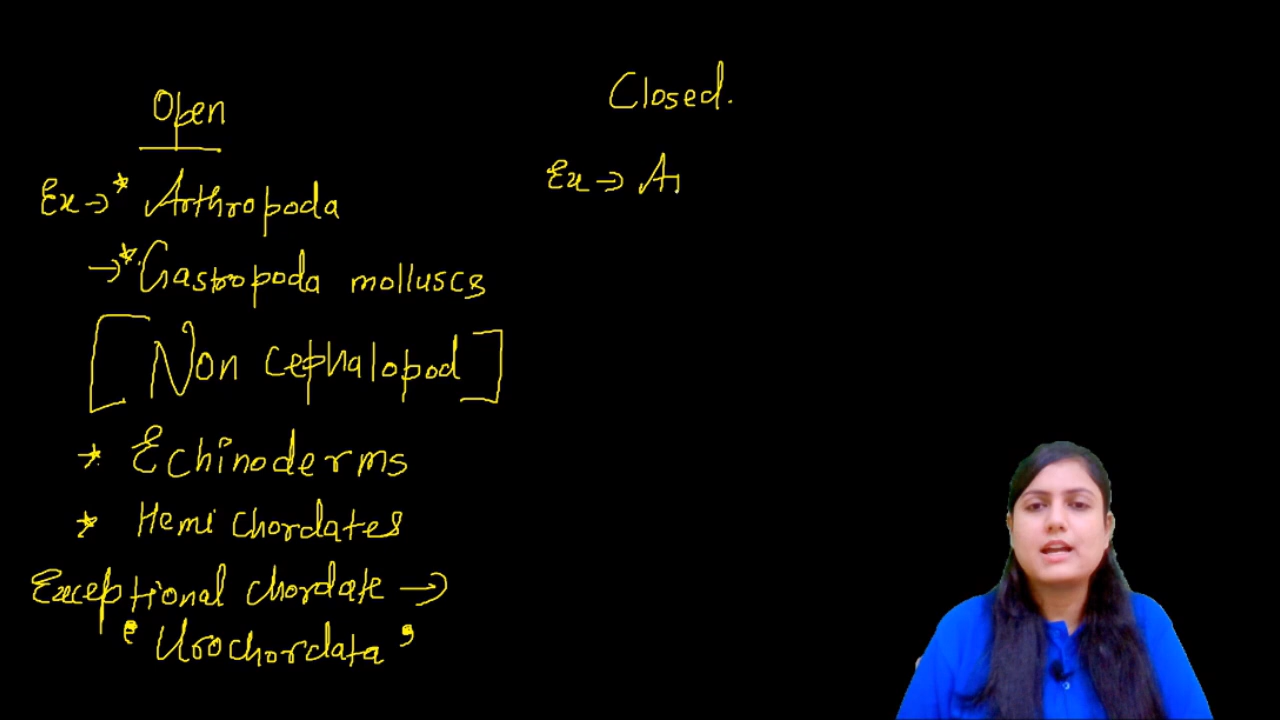 Open
Ex → * Arthropoda
→ * Gastropoda molluscs
[Non cephalopod]
* Echinoderms
* Hemi chordates
Exceptional chordate →
‘Urochordata’
Closed.
Ex →